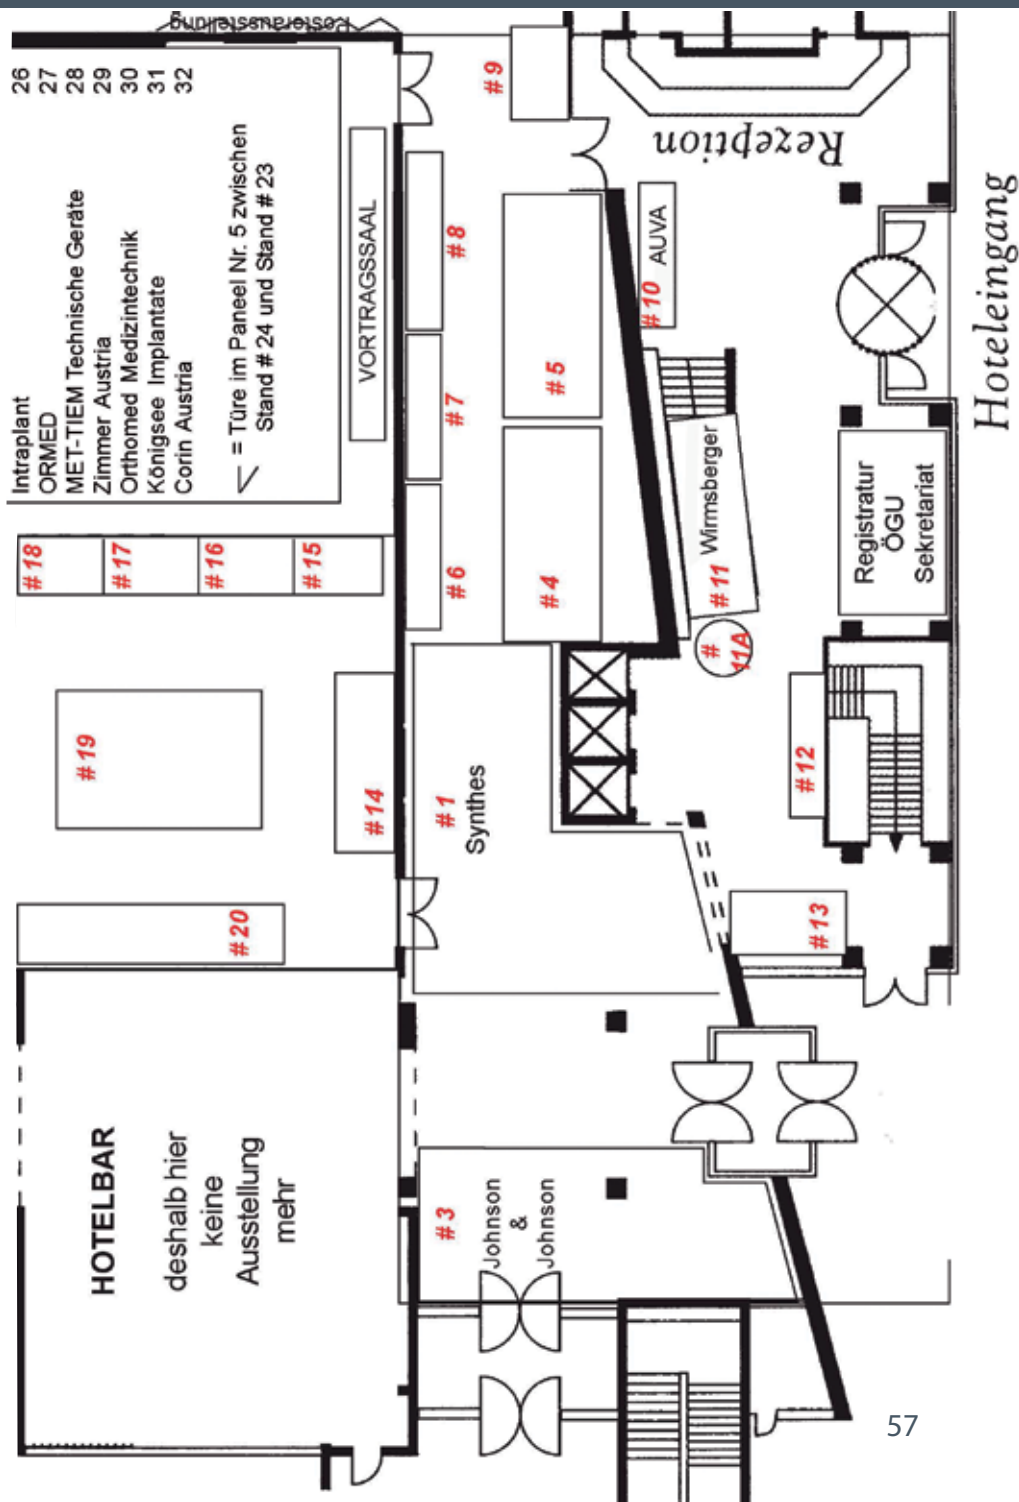 Posterausstellung
Intraplant 26
ORMED 27
MET-TIEM Technische Geräte 28
Zimmer Austria 29
Orthomed Medizintechnik 30
Königsee Implantate 31
Corin Austria 32
= Türe im Paneel Nr. 5 zwischen
Stand # 24 und Stand # 23
VORTRAGSSAAL
# 9
# 8
# 7
# 6
# 5
# 4
Rezeption
# 10 AUVA
Hoteleingang
# 11 Wirmsberger
#
11A
Registratur
ÖGU
Sekretariat
# 18
# 17
# 16
# 15
# 19
# 14
# 20
# 1
Synthes
# 12
# 13
HOTELBAR
deshalb hier
keine
Ausstellung
mehr
# 3
Johnson
&
Johnson
57